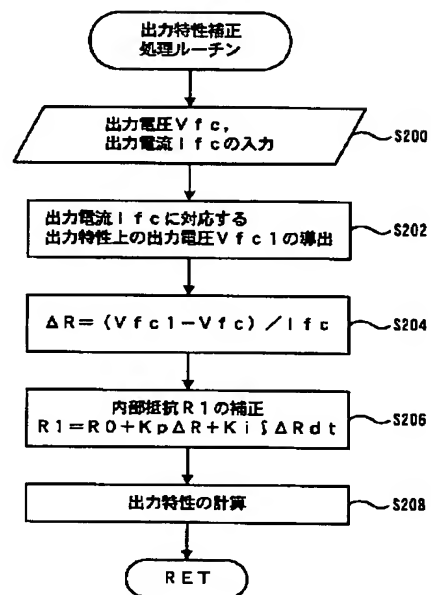 出力特性補正
処理ルーチン
出力電圧Ｖｆｃ，
出力電流Ｉｆｃの入力
S200
出力電流Ｉｆｃに対応する
出力特性上の出力電圧Ｖｆｃ１の導出
S202
ΔＲ＝（Ｖｆｃ１−Ｖｆｃ）／Ｉｆｃ
S204
内部抵抗Ｒ１の補正
Ｒ１＝Ｒ０＋ＫｐΔＲ＋Ｋｉ∫ΔＲｄｔ
S206
出力特性の計算
S208
ＲＥＴ